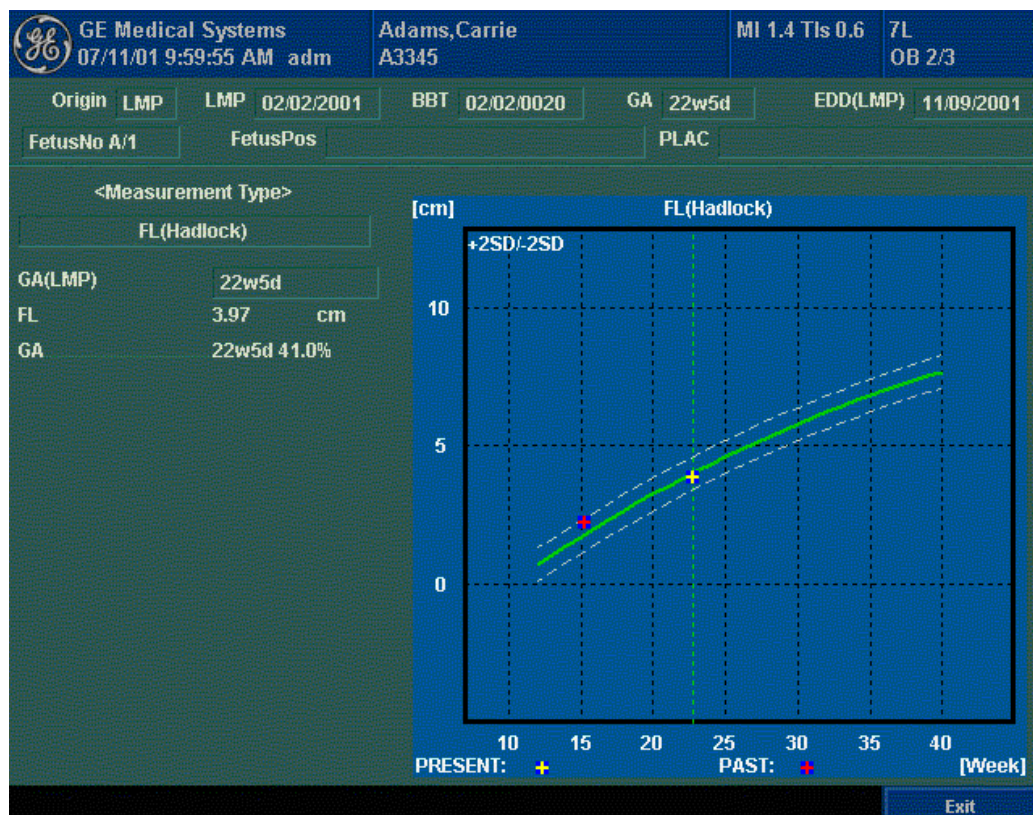 GE Medical Systems
07/11/01 9:59:55 AM adm
Adams,Carrie
A3345
MI 1.4 TIs 0.6
7L
OB 2/3
Origin LMP LMP 02/02/2001 BBT 02/02/0020 GA 22w5d EDD(LMP) 11/09/2001
FetusNo A/1 FetusPos PLAC
<Measurement Type>
FL(Hadlock)
GA(LMP) 22w5d
FL 3.97 cm
GA 22w5d 41.0%
[cm] FL(Hadlock)
+2SD/-2SD
10
5
0
10 15 20 25 30 35 40
PRESENT: PAST: [Week]
Exit